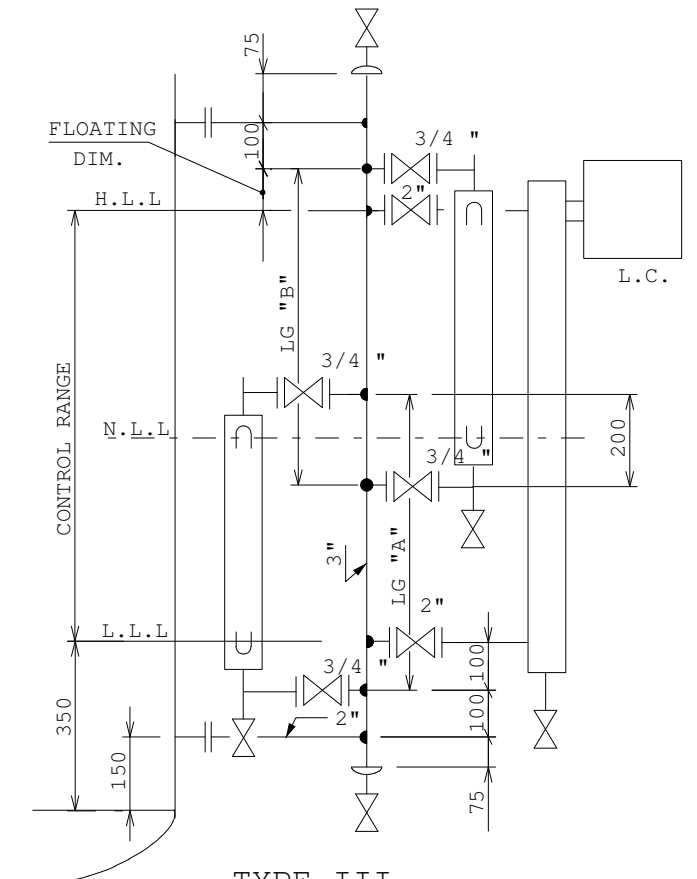 75
FLOATING
DIM.
100
3/4 "
H.L.L
2"
L.C.
LG "B"
3/4 "
CONTROL RANGE
N.L.L
200
3/4 "
3"
LG "A"
2"
L.L.L
100
3/4 "
350
100
2"
150
75
TYPE III